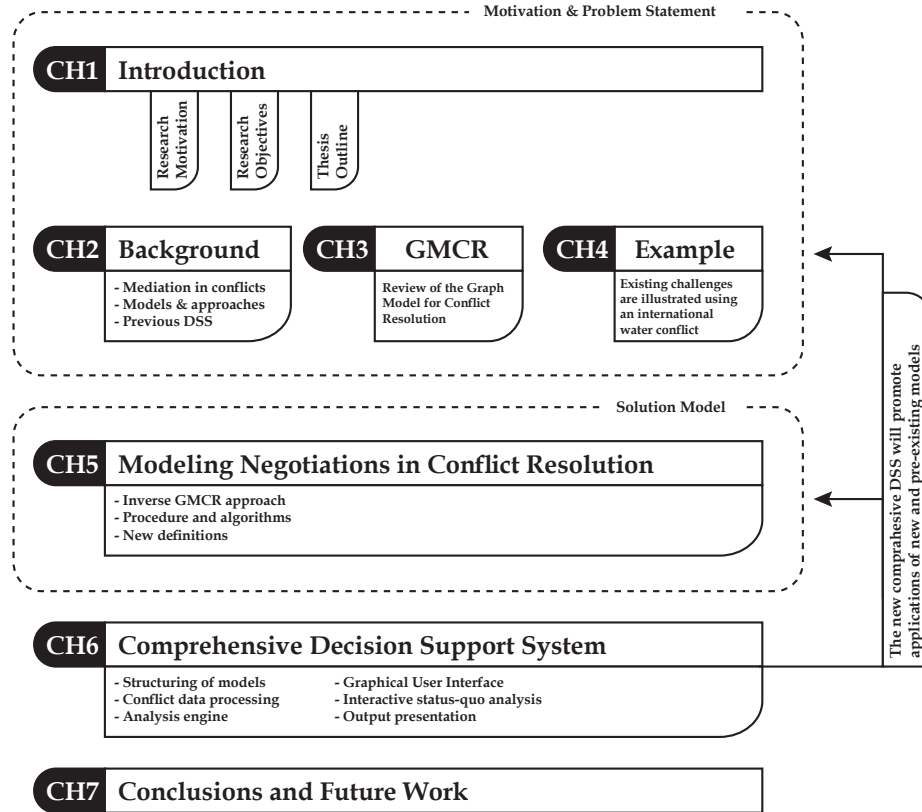 Motivation & Problem Statement
CH1 Introduction
Research
Motivation
Research
Objectives
Thesis
Outline
CH2 Background
- Mediation in conflicts
- Models & approaches
- Previous DSS
CH3 GMCR
Review of the Graph
Model for Conflict
Resolution
CH4 Example
Existing challenges
are illustrated using
an international
water conflict
Solution Model
CH5 Modeling Negotiations in Conflict Resolution
- Inverse GMCR approach
- Procedure and algorithms
- New definitions
CH6 Comprehensive Decision Support System
- Structuring of models
- Conflict data processing
- Analysis engine
- Graphical User Interface
- Interactive status-quo analysis
- Output presentation
CH7 Conclusions and Future Work
The new comprahesive DSS will promote
applications of new and pre-existing models